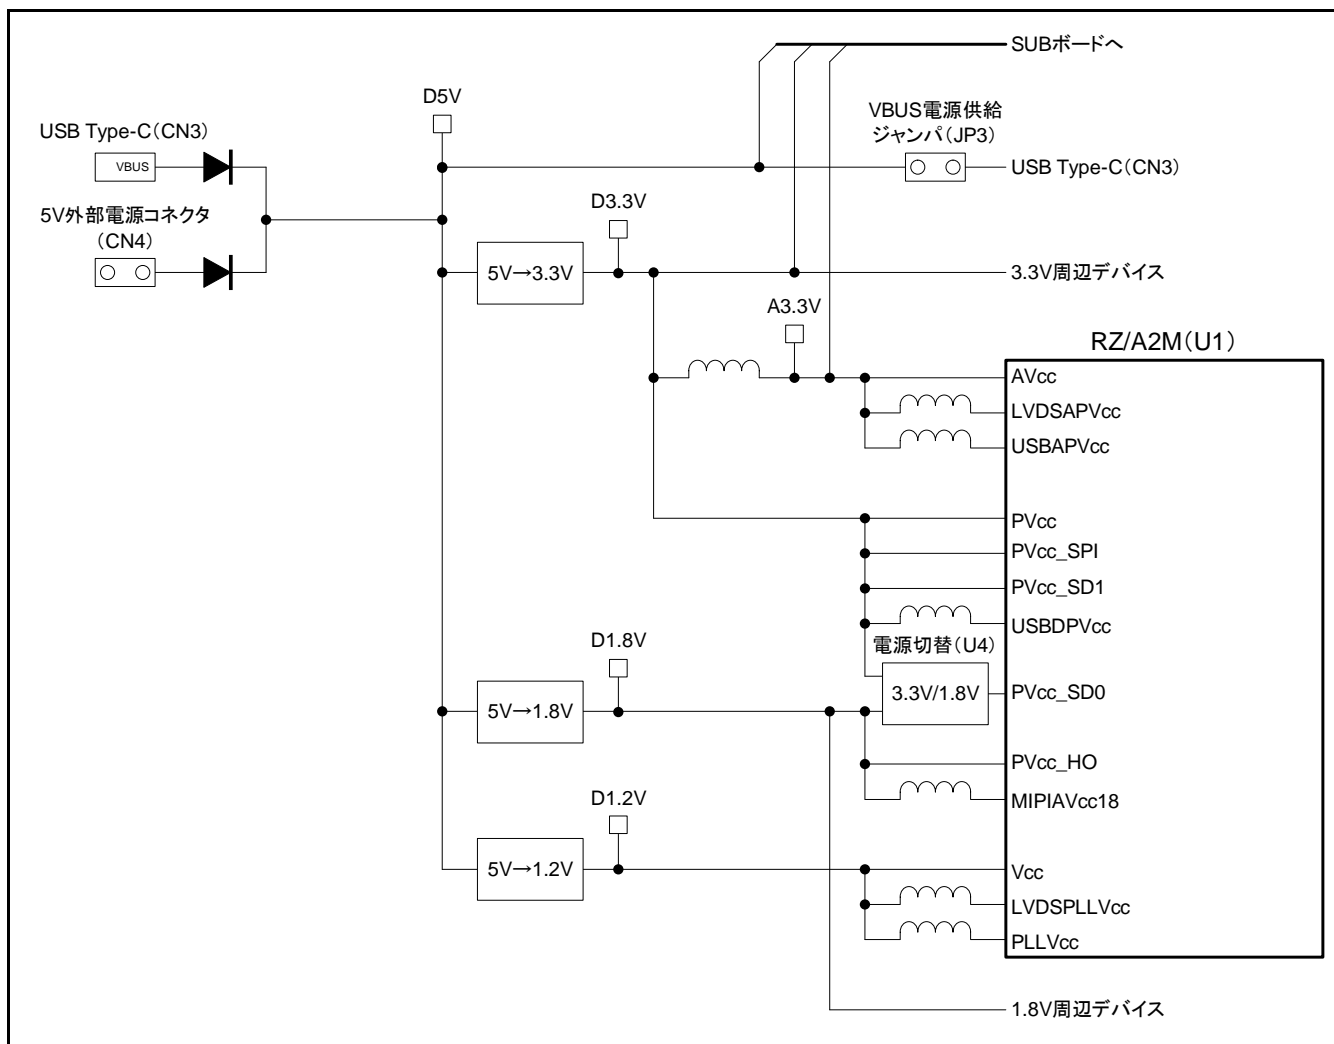 SUBボードへ
D5V
VBUS電源供給
ジャンパ(JP3)
USB Type-C(CN3)
VBUS
USB Type-C(CN3)
5V外部電源コネクタ
(CN4)
D3.3V
5V→3.3V
3.3V周辺デバイス
A3.3V
RZ/A2M(U1)
AVcc
LVDSAPVcc
USBAPVcc
PVcc
PVcc_SPI
PVcc_SD1
USBDPVcc
電源切替(U4)
D1.8V
3.3V/1.8V
PVcc_SD0
5V→1.8V
PVcc_HO
MIPIAVcc18
D1.2V
5V→1.2V
Vcc
LVDSPLLVcc
PLLVcc
1.8V周辺デバイス